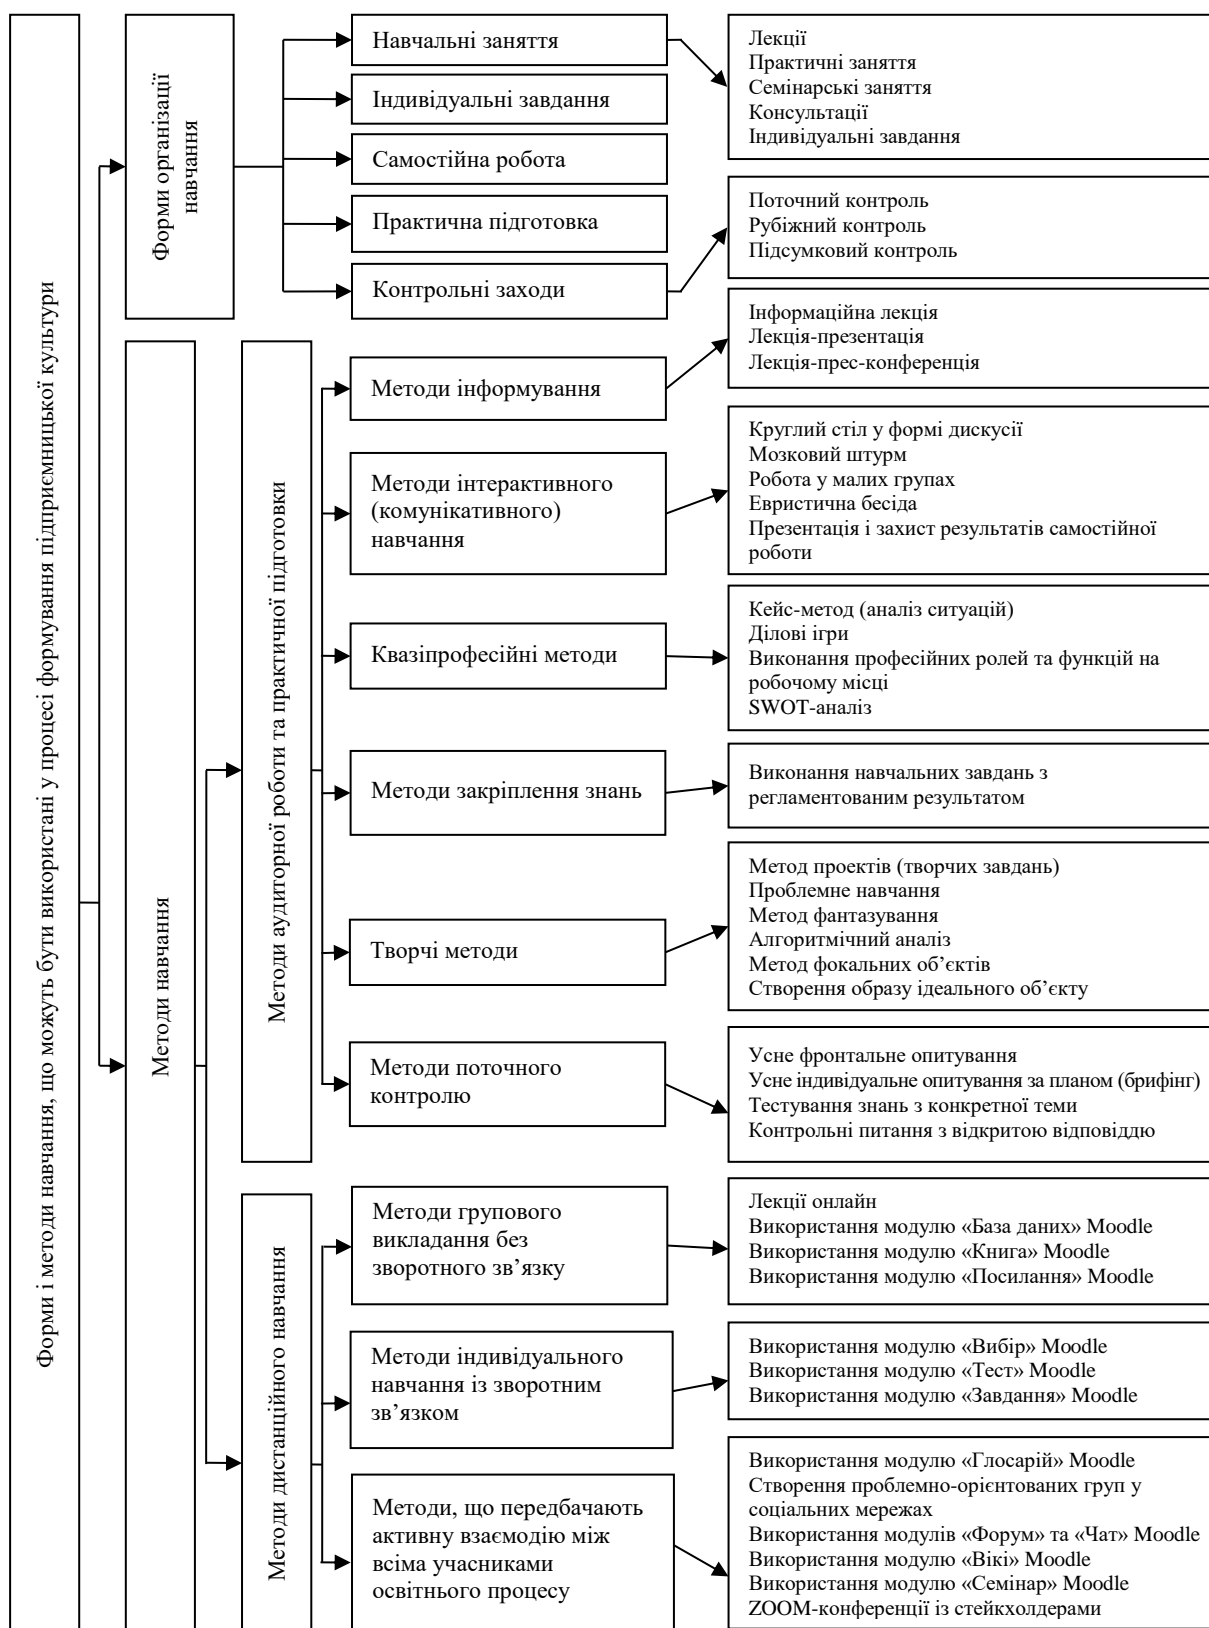 Форми і методи навчання, що можуть бути використані у процесі формування підприємницької культури
Форми організації
навчання
Навчальні заняття
Індивідуальні завдання
Самостійна робота
Практична підготовка
Контрольні заходи
Лекції
Практичні заняття
Семінарські заняття
Консультації
Індивідуальні завдання
Поточний контроль
Рубіжний контроль
Підсумковий контроль
Методи навчання
Методи аудиторної роботи та практичної підготовки
Методи інформування
Інформаційна лекція
Лекція-презентація
Лекція-прес-конференція
Методи інтерактивного
(комунікативного)
навчання
Круглий стіл у формі дискусії
Мозковий штурм
Робота у малих групах
Евристична бесіда
Презентація і захист результатів самостійної
роботи
Квазіпрофесійні методи
Кейс-метод (аналіз ситуацій)
Ділові ігри
Виконання професійних ролей та функцій на
робочому місці
SWOT-аналіз
Методи закріплення знань
Виконання навчальних завдань з
регламентованим результатом
Творчі методи
Метод проектів (творчих завдань)
Проблемне навчання
Метод фантазування
Алгоритмічний аналіз
Метод фокальних об’єктів
Створення образу ідеального об’єкту
Методи поточного
контролю
Усне фронтальне опитування
Усне індивідуальне опитування за планом (брифінг)
Тестування знань з конкретної теми
Контрольні питання з відкритою відповіддю
Методи дистанційного навчання
Методи групового
викладання без
зворотного зв’язку
Лекції онлайн
Використання модулю «База даних» Moodle
Використання модулю «Книга» Moodle
Використання модулю «Посилання» Moodle
Методи індивідуального
навчання із зворотним
зв’язком
Використання модулю «Вибір» Moodle
Використання модулю «Тест» Moodle
Використання модулю «Завдання» Moodle
Методи, що передбачають
активну взаємодію між
всіма учасниками
освітнього процесу
Використання модулю «Глосарій» Moodle
Створення проблемно-орієнтованих груп у
соціальних мережах
Використання модулів «Форум» та «Чат» Moodle
Використання модулю «Вікі» Moodle
Використання модулю «Семінар» Moodle
ZOOM-конференції із стейкхолдерами